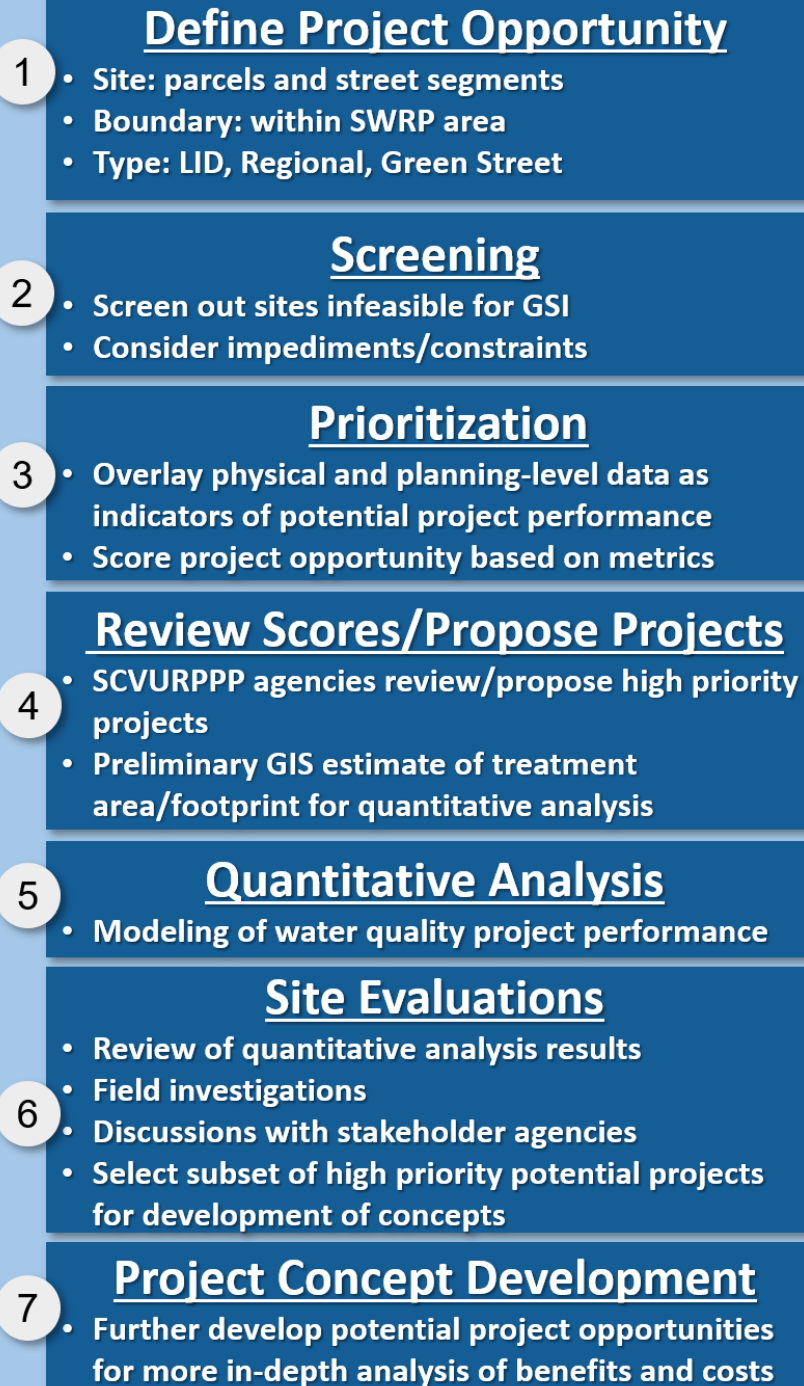 Define Project Opportunity
1
• Site: parcels and street segments
• Boundary: within SWRP area
• Type: LID, Regional, Green Street
Screening
2
• Screen out sites infeasible for GSI
• Consider impediments/constraints
Prioritization
3
• Overlay physical and planning-level data as
indicators of potential project performance
• Score project opportunity based on metrics
Review Scores/Propose Projects
4
• SCVURPPP agencies review/propose high priority
projects
• Preliminary GIS estimate of treatment
area/footprint for quantitative analysis
Quantitative Analysis
5
• Modeling of water quality project performance
Site Evaluations
• Review of quantitative analysis results
• Field investigations
6
• Discussions with stakeholder agencies
• Select subset of high priority potential projects
for development of concepts
Project Concept Development
7
• Further develop potential project opportunities
for more in-depth analysis of benefits and costs